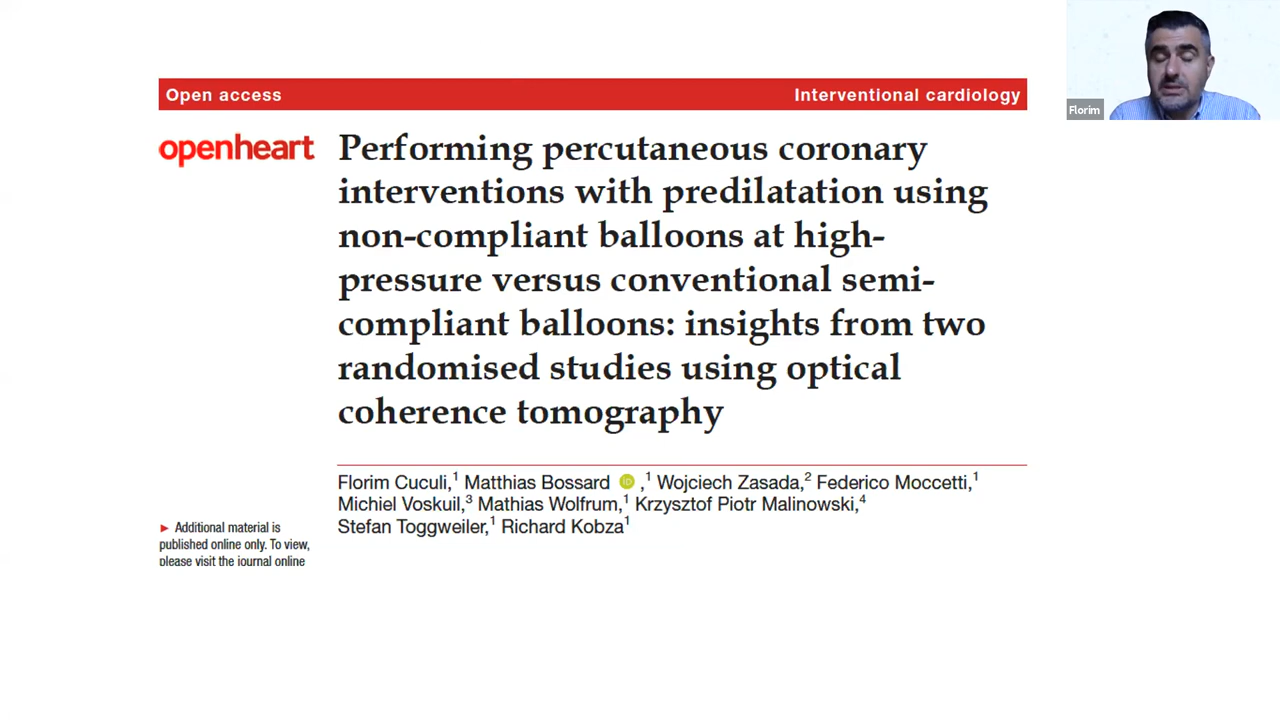 Open access
Interventional cardiology
openheart
Performing percutaneous coronary
interventions with predilatation using
non-compliant balloons at high-
pressure versus conventional semi-
compliant balloons: insights from two
randomised studies using optical
coherence tomography
Florim Cuculi,1 Matthias Bossard iD ,1 Wojciech Zasada,2 Federico Moccetti,1
Michiel Voskuil,3 Mathias Wolfrum,1 Krzysztof Piotr Malinowski,4
Stefan Toggweiler,1 Richard Kobza1
► Additional material is
published online only. To view,
please visit the journal online
Florim